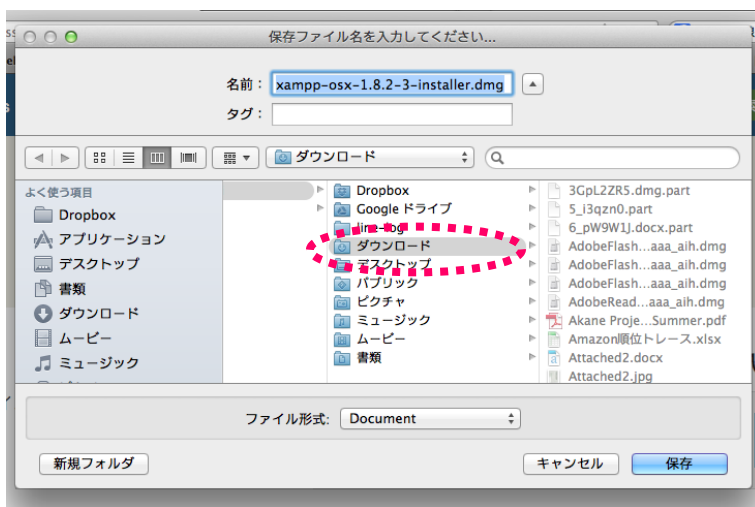 保存ファイル名を入力してください...
名前：
xampp-osx-1.8.2-3-installer.dmg
タグ：
ダウンロード
よく使う項目
Dropbox
アプリケーション
デスクトップ
書類
ダウンロード
ムービー
ミュージック
Dropbox
Google ドライブ
line-log
ダウンロード
デスクトップ
パブリック
ピクチャ
ミュージック
ムービー
書類
3GpL2ZR5.dmg.part
5_i3qzn0.part
6_pW9W1J.docx.part
AdobeFlash...aaa_aih.dmg
AdobeFlash...aaa_aih.dmg
AdobeFlash...aaa_aih.dmg
AdobeRead...aaa_aih.dmg
Akane Proje...Summer.pdf
Amazon順位トレース.xlsx
Attached2.docx
Attached2.jpg
ファイル形式:
Document
新規フォルダ
キャンセル
保存